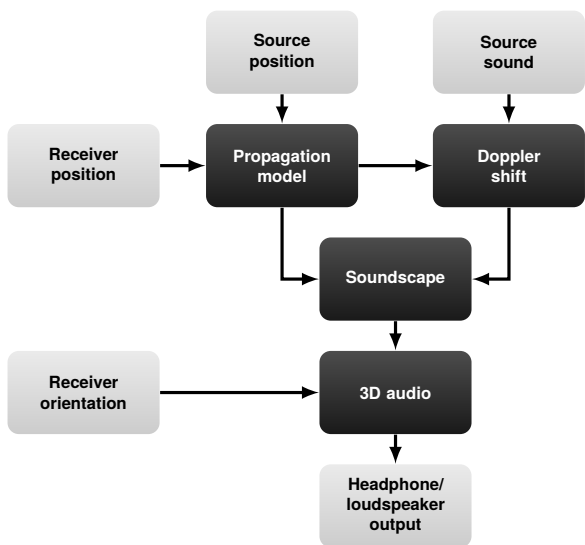 Source
position
Source
sound
Receiver
position
Propagation
model
Doppler
shift
Soundscape
Receiver
orientation
3D audio
Headphone/
loudspeaker
output